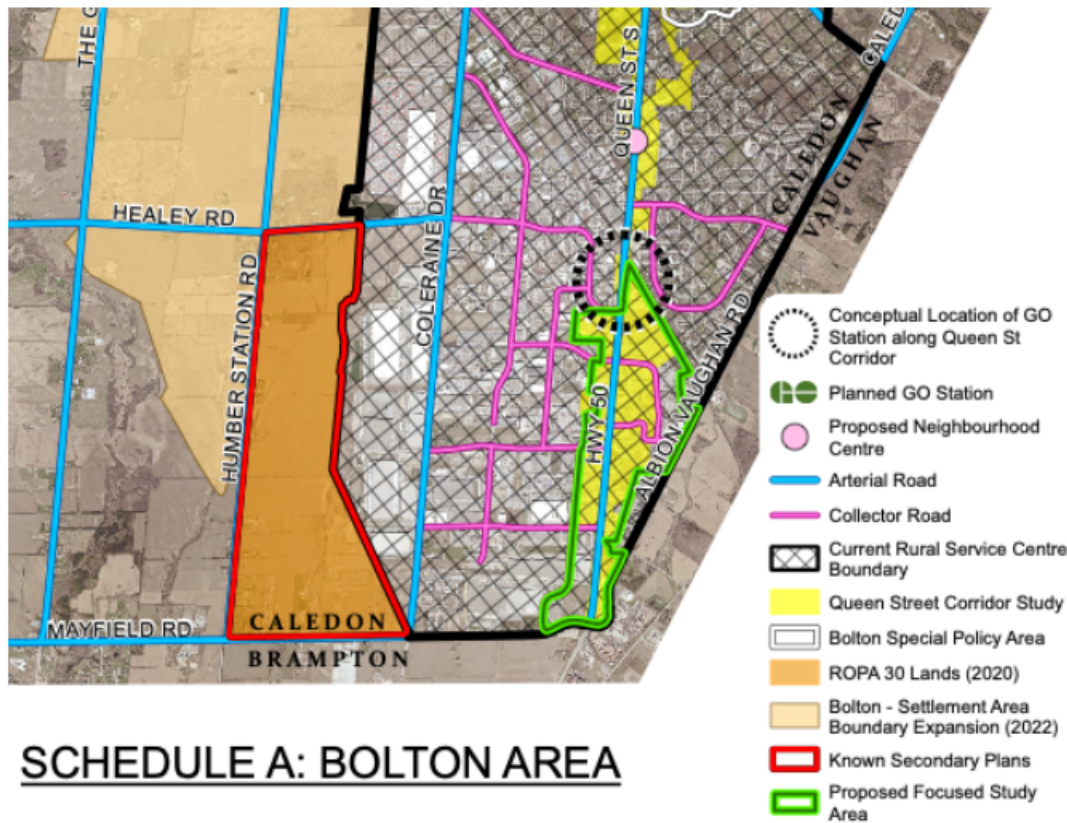 THE G
QUEEN ST S
CALED
CALEDON
VAUGHAN
HEALEY RD
COLERAINE DR
HUMBER STATION RD
HWY 50
ALBION VAUGHAN RD
MAYFIELD RD
CALEDON
BRAMPTON
Conceptual Location of GO
Station along Queen St
Corridor
Planned GO Station
Proposed Neighbourhood
Centre
Arterial Road
Collector Road
Current Rural Service Centre
Boundary
Queen Street Corridor Study
Bolton Special Policy Area
ROPA 30 Lands (2020)
Bolton - Settlement Area
Boundary Expansion (2022)
Known Secondary Plans
Proposed Focused Study
Area
SCHEDULE A: BOLTON AREA